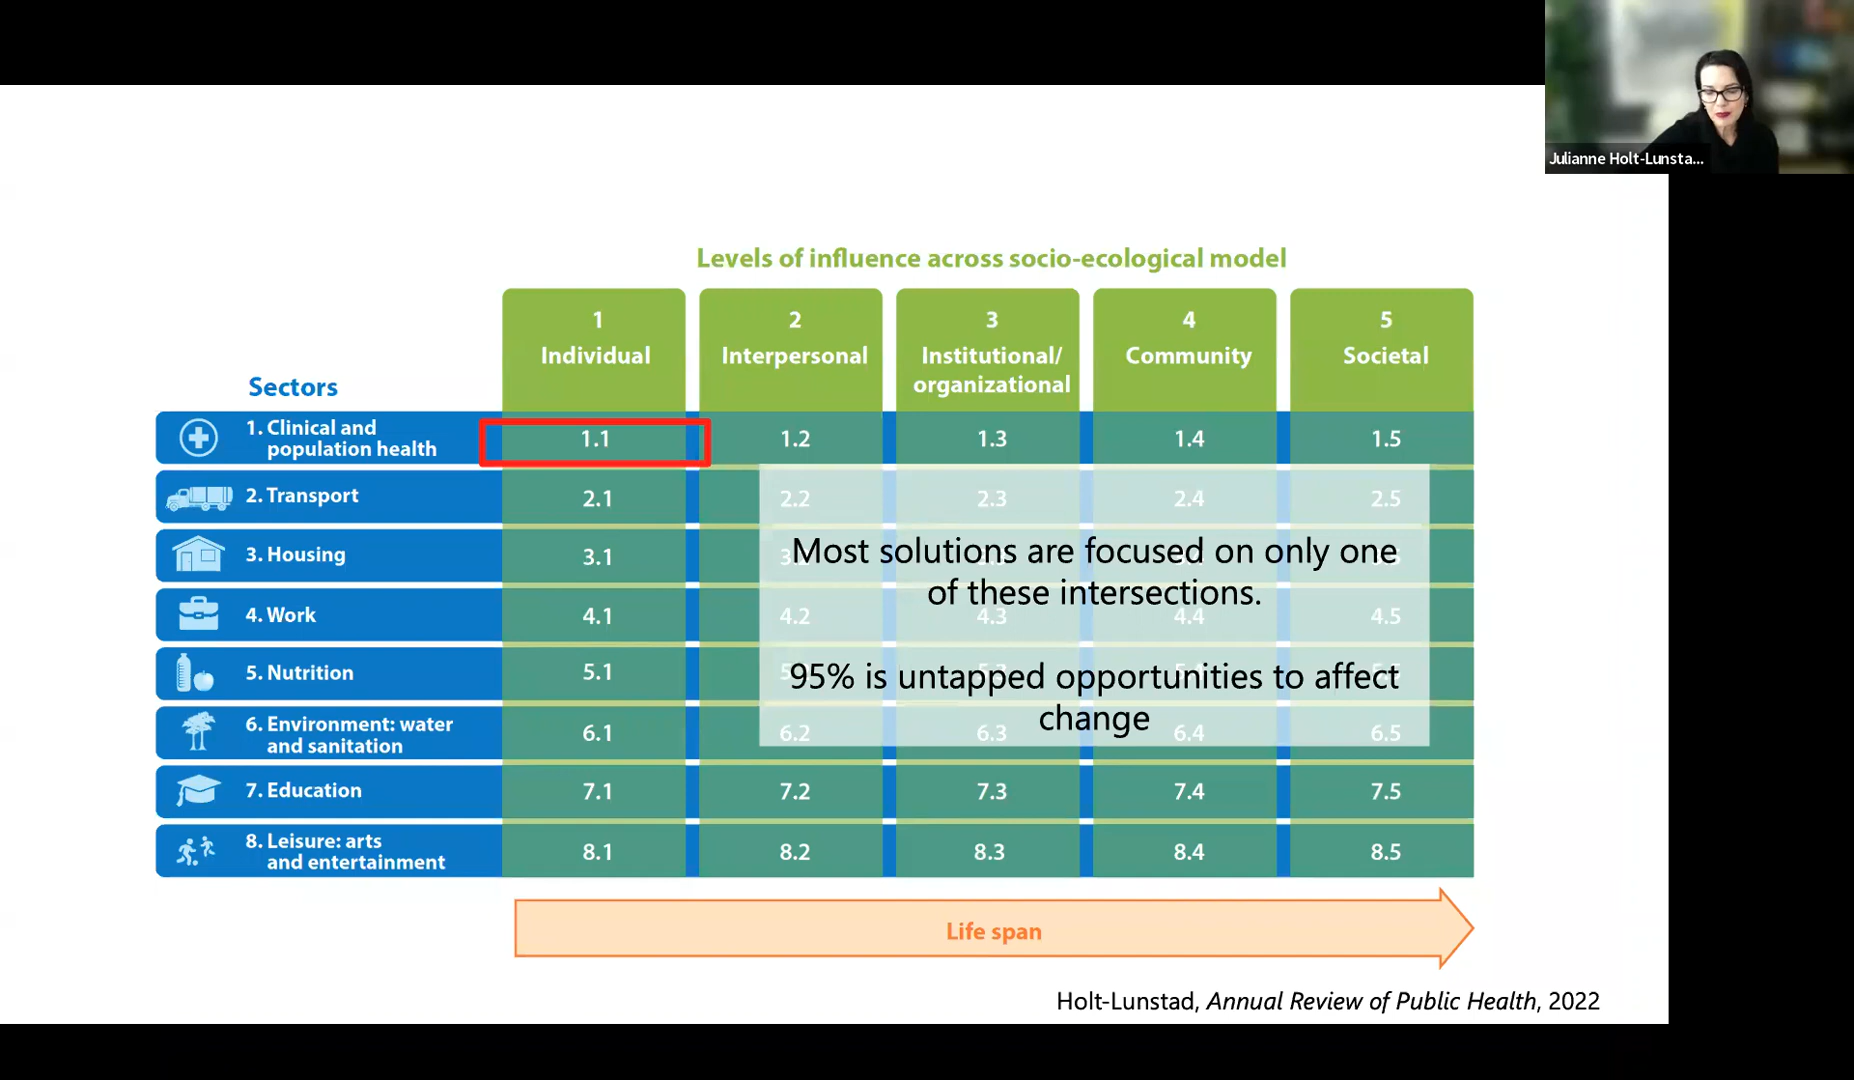 Julianne Holt-Lunsta...
Levels of influence across socio-ecological model
1
Individual
2
Interpersonal
3
Institutional/
organizational
4
Community
5
Societal
Sectors
1. Clinical and
population health
1.1
1.2
1.3
1.4
1.5
2. Transport
2.1
2.2
2.3
2.4
2.5
3. Housing
3.1
4. Work
4.1
4.2
4.3
4.4
4.5
5. Nutrition
5.1
6. Environment: water
and sanitation
6.1
6.2
6.3
6.4
6.5
7. Education
7.1
7.2
7.3
7.4
7.5
8. Leisure: arts
and entertainment
8.1
8.2
8.3
8.4
8.5
Most solutions are focused on only one
of these intersections.
95% is untapped opportunities to affect
change
Life span
Holt-Lunstad, Annual Review of Public Health, 2022